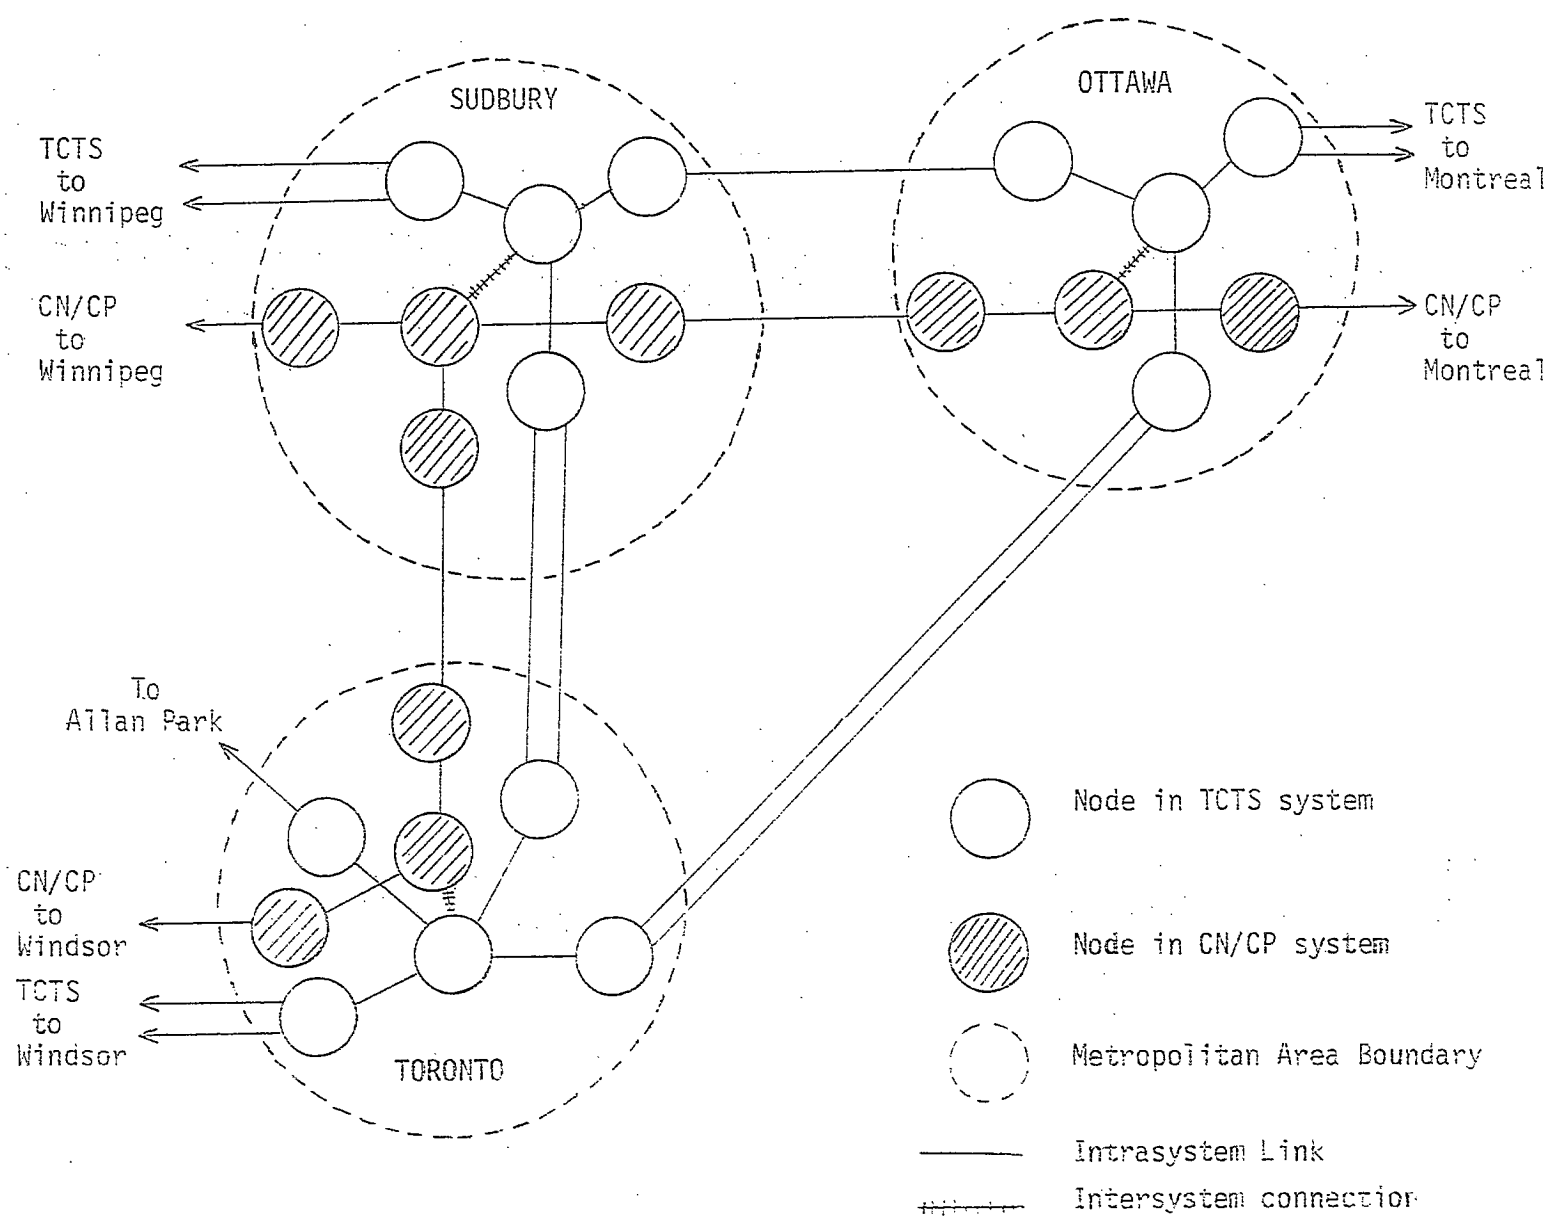 SUDBURY
OTTAWA
TCTS
to
Winnipeg
TCTS
to
Montreal
CN/CP
to
Winnipeg
CN/CP
to
Montreal
To
Allan Park
CN/CP
to
Windsor
TCTS
to
Windsor
TORONTO
Node in TCTS system
Node in CN/CP system
Metropolitan Area Boundary
Intrasystem Link
Intersystem connection